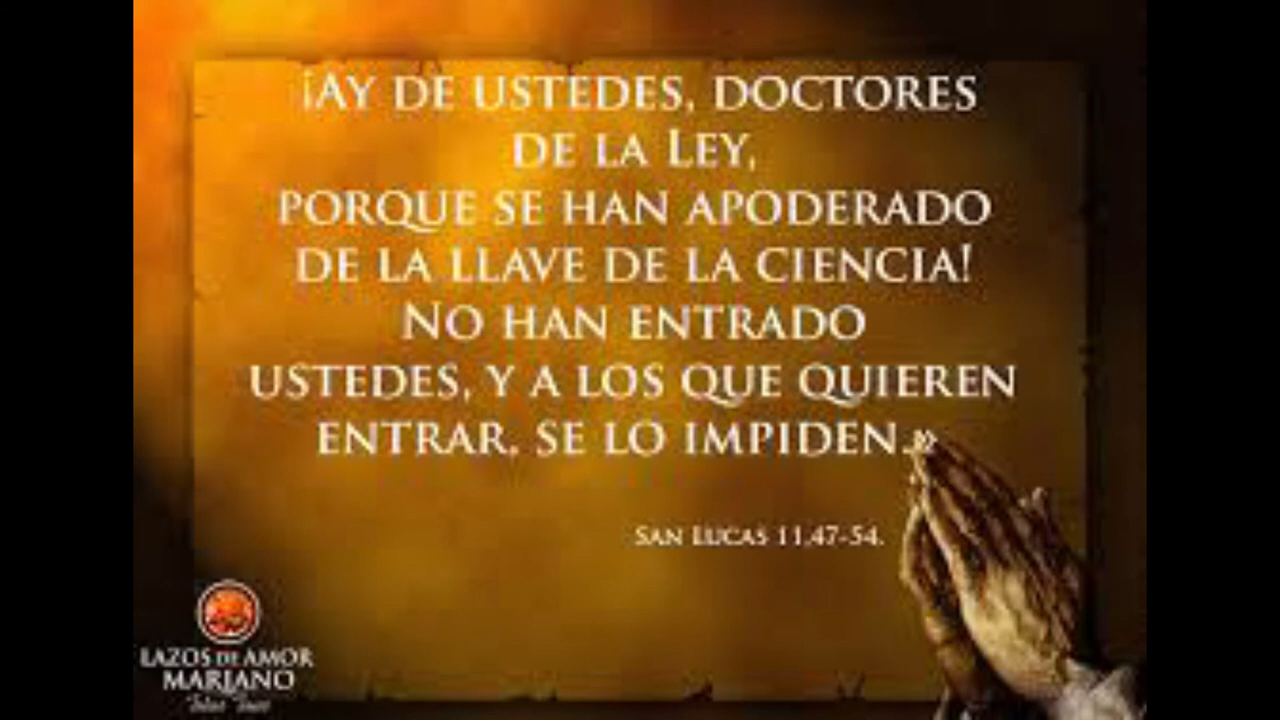 ¡Ay de ustedes, doctores
de la Ley,
porque se han apoderado
de la llave de la ciencia!
No han entrado
ustedes, y a los que quieren
entrar, se lo impiden.»
San Lucas 11,47-54.
Lazos de Amor
Mariano